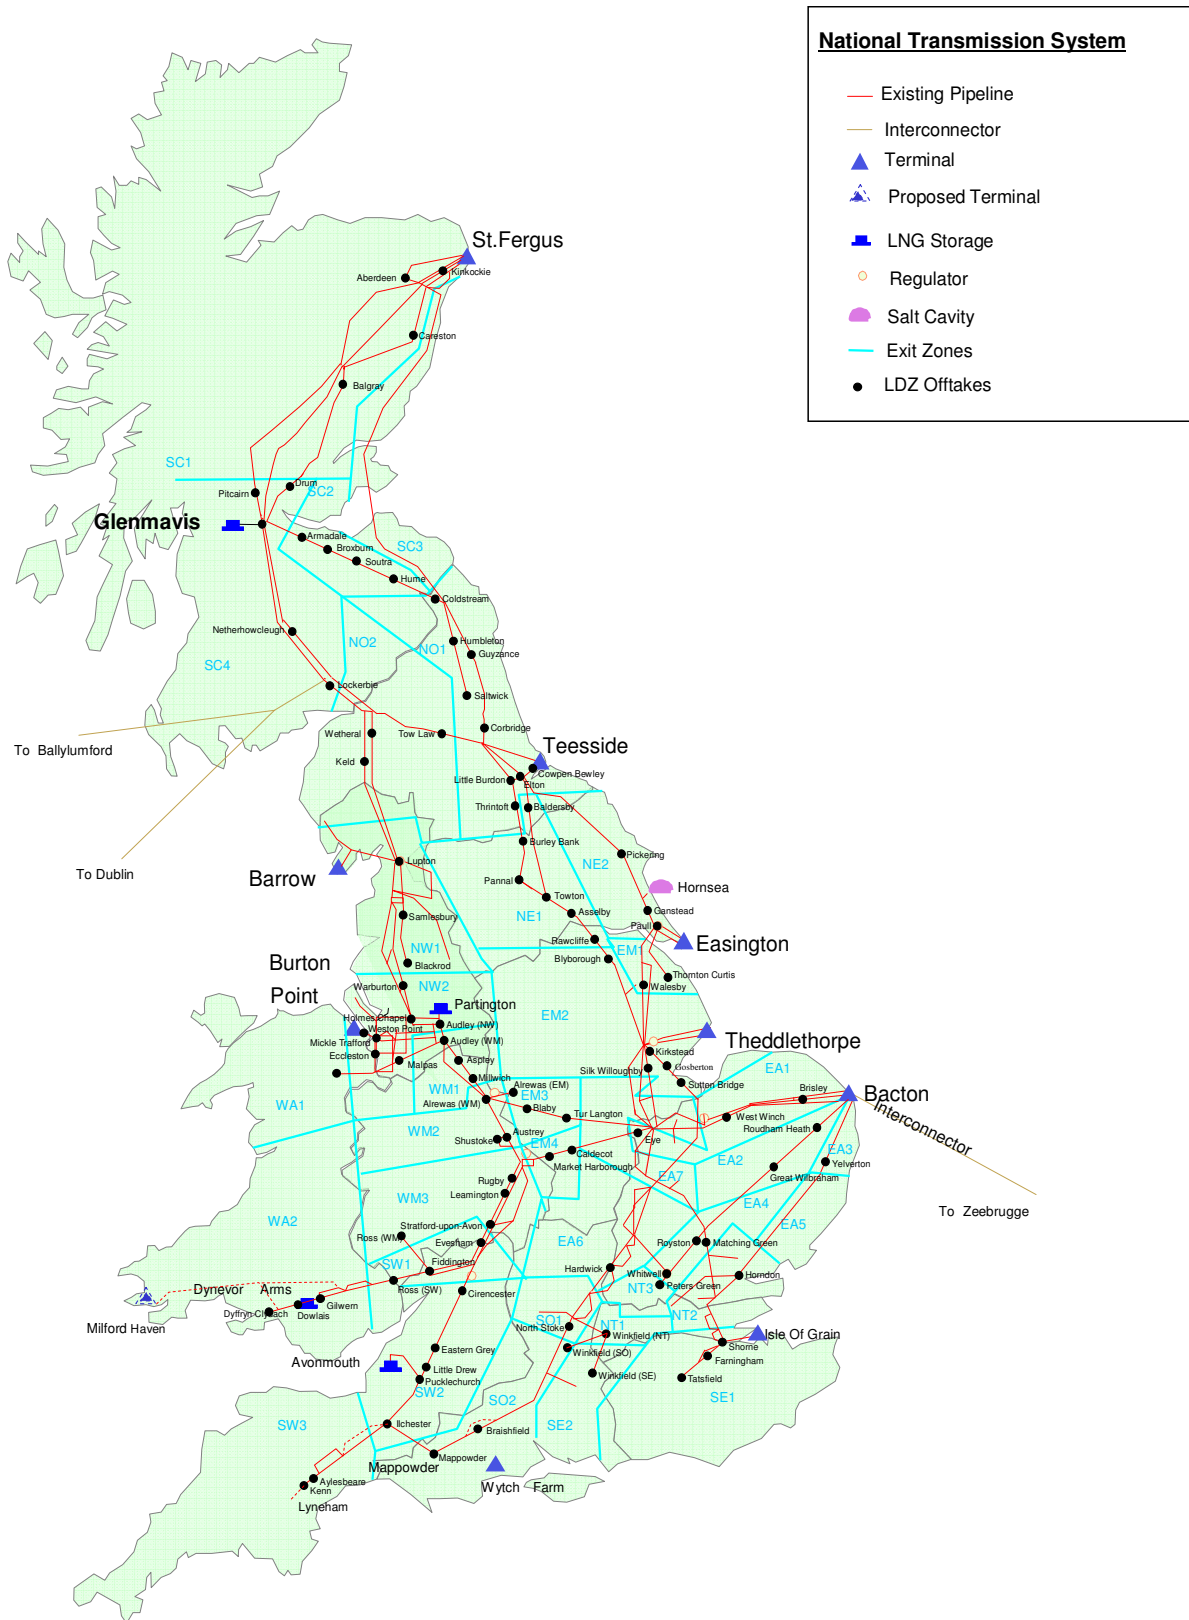 National Transmission System
Existing Pipeline
Interconnector
Terminal
Proposed Terminal
LNG Storage
Regulator
Salt Cavity
Exit Zones
LDZ Offtakes
St.Fergus
Kinkockie
Aberdeen
Careston
Balgray
SC1
Drum
SC2
Pitcairn
Glenmavis
Armadale
Broxburn
SC3
Soutra
Hume
Coldstream
Netherhowcleugh
NO2
NO1
Humbleton
Guyzance
SC4
Lockerbie
Saltwick
Corbridge
Wetheral
Tow Law
To Ballylumford
Teesside
Keld
Cowpen Bewley
Little Burdon
Elton
Thrintoft
Baldersby
Burley Bank
Pickering
Lupton
NE2
To Dublin
Barrow
Pannal
Hornsea
Towton
Samlesbury
Asselby
NE1
Ganstead
Paull
Rawcliffe
Easington
NW1
EM1
Burton
Point
Blackrod
Blyborough
Thornton Curtis
Warburton
NW2
Walesby
Partington
Holmes Chapel
EM2
Audley (NW)
Weston Point
Mickle Trafford
Audley (WM)
Theddlethorpe
Eccleston
Malpas
Aspley
Kirkstead
Silk Willoughby
Gosberton
Millwich
Sutton Bridge
EA1
WM1
Alrewas (EM)
EM3
Brisley
Bacton
WA1
Alrewas (WM)
Blaby
Tur Langton
West Winch
Interconnector
Roudham Heath
WM2
Austrey
Shustoke
EM4
Eye
Caldecot
Market Harborough
EA2
EA3
Yelverton
EA7
Great Wilbraham
Rugby
Leamington
WM3
EA4
To Zeebrugge
WA2
Stratford-upon-Avon
EA5
Ross (WM)
Evesham
EA6
Royston
Matching Green
SW1
Fiddington
Hardwick
Whitwell
Horndon
Ross (SW)
Peters Green
Dynevor Arms
Cirencester
NT3
Gilwern
Dowlais
Dyffryn Clydach
Milford Haven
SO1
NT1
NT2
North Stoke
Winkfield (NT)
Isle Of Grain
Shorne
Eastern Grey
Winkfield (SO)
Farningham
Avonmouth
Little Drew
Winkfield (SE)
Tatsfield
Pucklechurch
SW2
SO2
SE1
SW3
Ilchester
Braishfield
SE2
Mappowder
Mappowder
Aylesbeare
Kenn
Wytch Farm
Lyneham